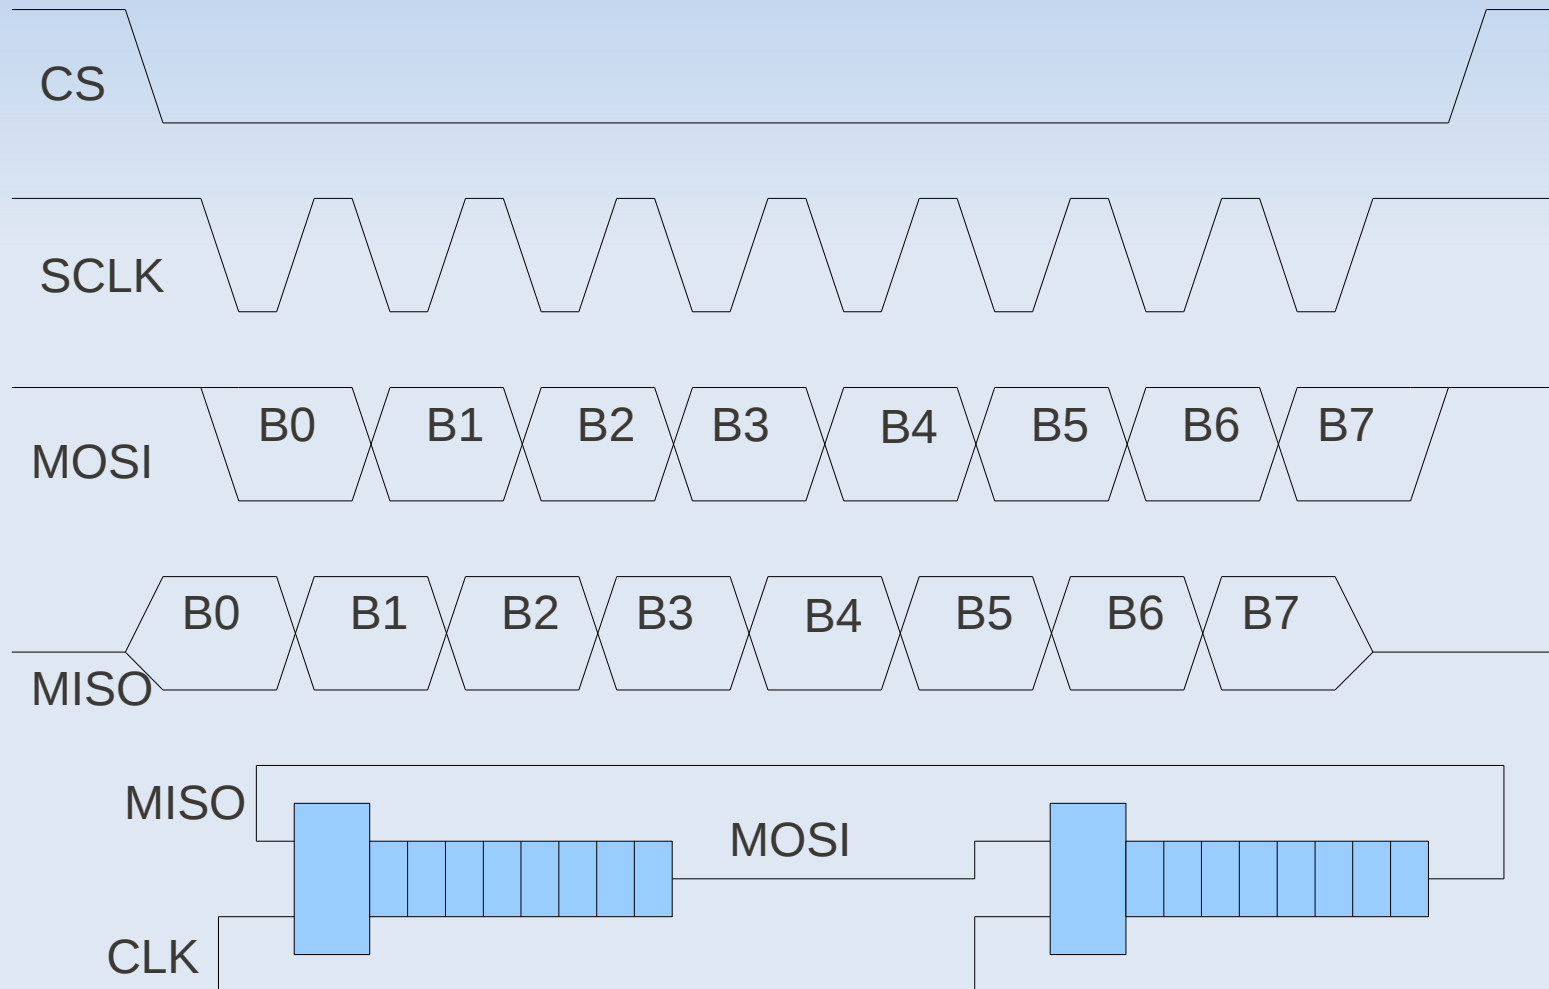 CS
SCLK
MOSI
B0 B1 B2 B3 B4 B5 B6 B7
MISO
B0 B1 B2 B3 B4 B5 B6 B7
MISO
MOSI
CLK